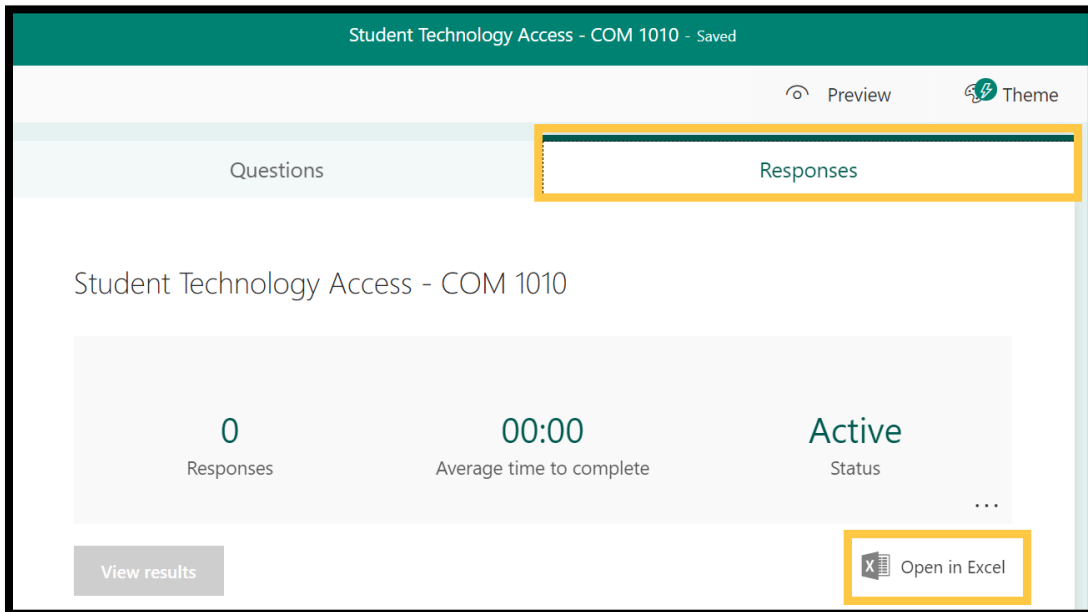 Student Technology Access - COM 1010 - Saved
Preview Theme
Questions Responses
Student Technology Access - COM 1010
0 00:00 Active
Responses Average time to complete Status
...
View results Open in Excel